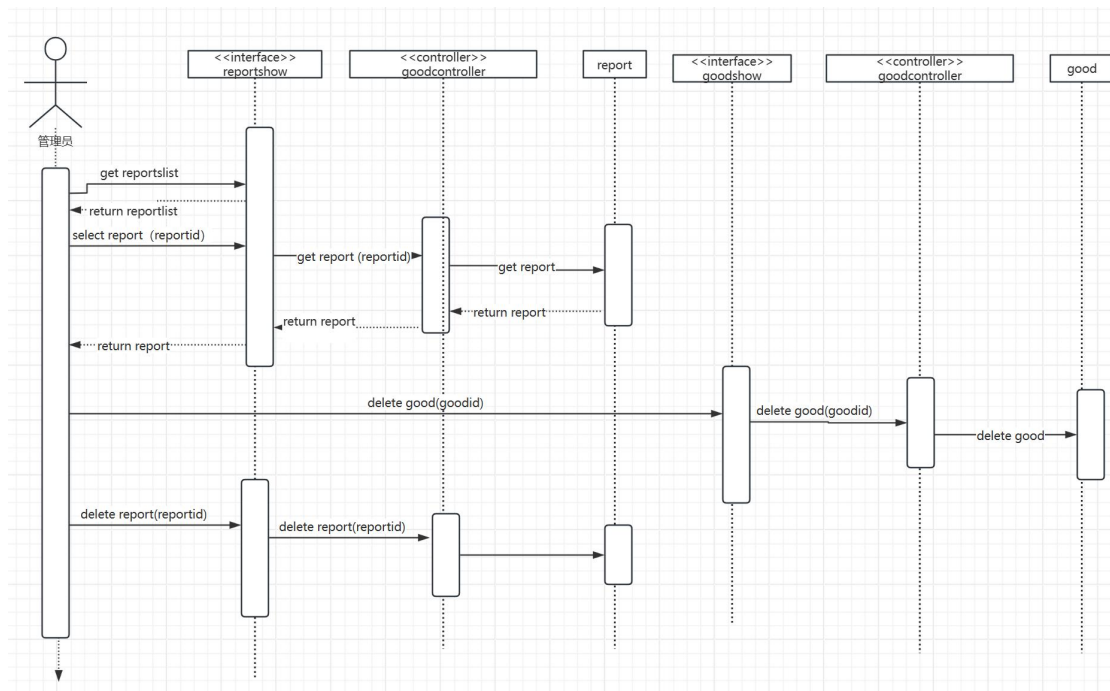 <<interface>>
reportshow
<<controller>>
goodcontroller
report
<<interface>>
goodshow
<<controller>>
goodcontroller
good
管理员
get reportslist
return reportlist
select report（reportid）
get report (reportid)
get report
return report
return report
return report
delete good(goodid)
delete good(goodid)
delete good
delete report(reportid)
delete report(reportid)